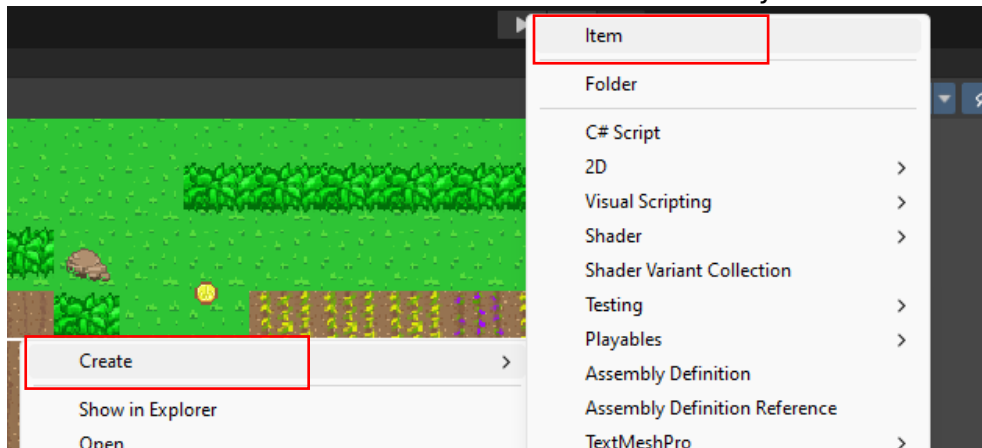 Item
Folder
C# Script
2D
Visual Scripting
Shader
Shader Variant Collection
Testing
Playables
Assembly Definition
Assembly Definition Reference
TextMeshPro
Create
Show in Explorer
Open